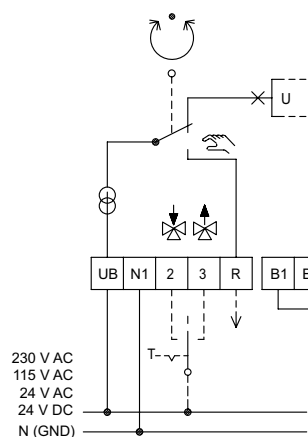 U
UB N1 2 3 R B1
T
230 V AC
115 V AC
24 V AC
24 V DC
N (GND)